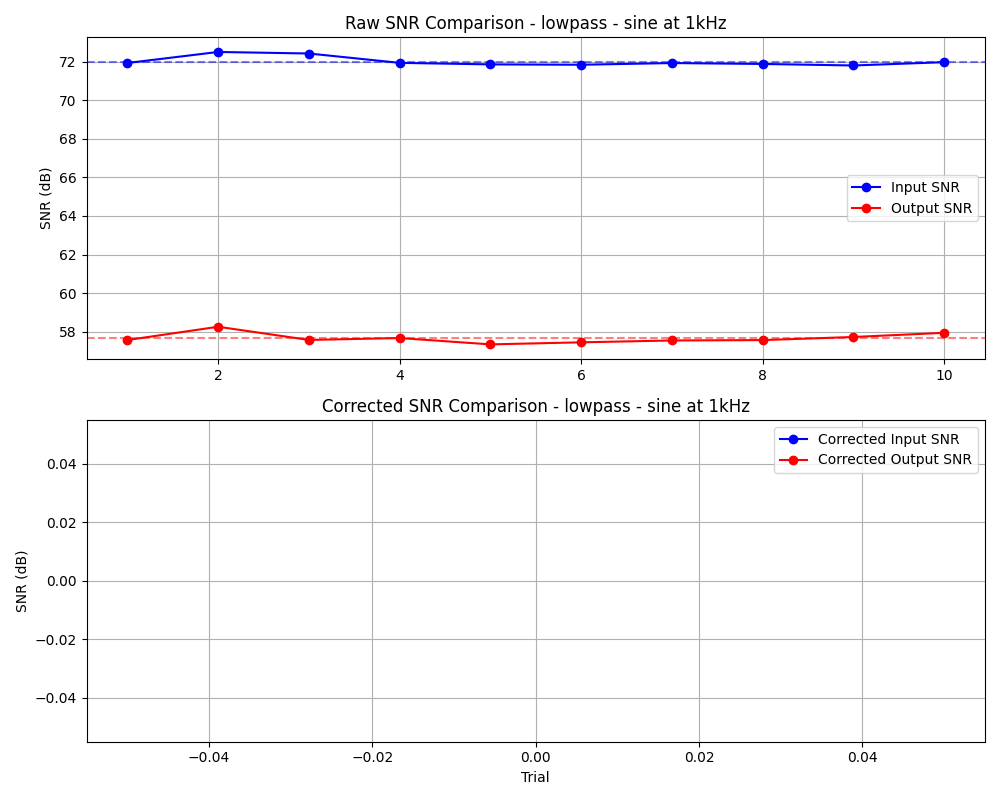 Raw SNR Comparison - lowpass - sine at 1kHz
72
70
68
66
64
62
60
58
SNR (dB)
Input SNR
Output SNR
2 4 6 8 10
Corrected SNR Comparison - lowpass - sine at 1kHz
0.04
0.02
0.00
−0.02
−0.04
SNR (dB)
Corrected Input SNR
Corrected Output SNR
−0.04 −0.02 0.00 0.02 0.04
Trial